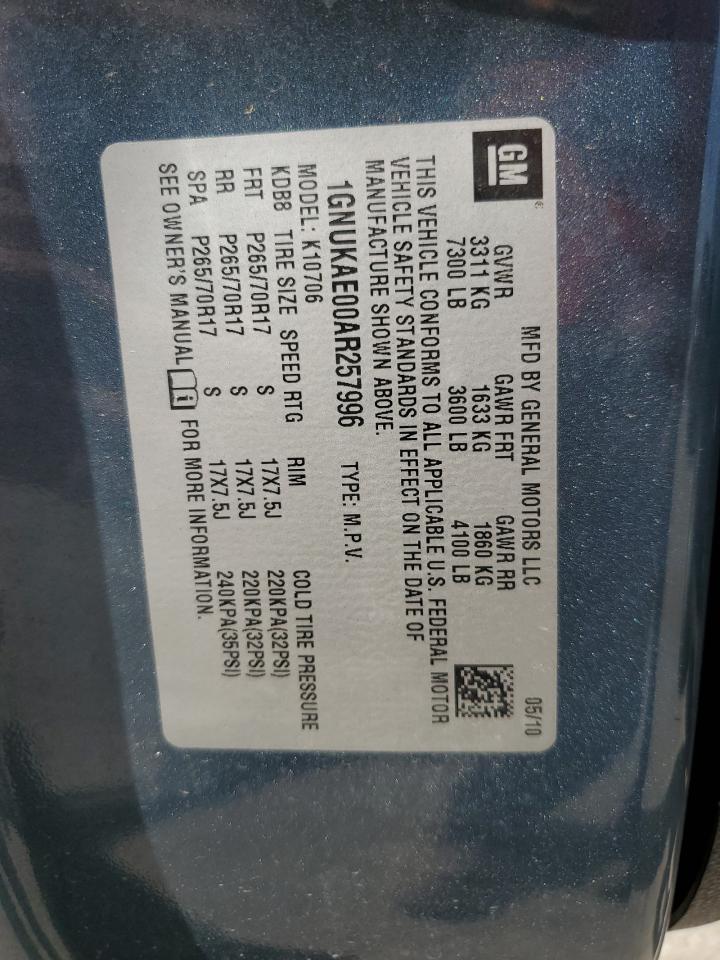 GM®
MFD BY GENERAL MOTORS LLC 05/10
GVWR GAWR FRT GAWR RR
3311 KG 1633 KG 1860 KG
7300 LB 3600 LB 4100 LB
THIS VEHICLE CONFORMS TO ALL APPLICABLE U.S. FEDERAL MOTOR
VEHICLE SAFETY STANDARDS IN EFFECT ON THE DATE OF
MANUFACTURE SHOWN ABOVE.
1GNUKAE00AR257996 TYPE: M.P.V.
MODEL: K10706
KDB8 TIRE SIZE SPEED RTG RIM COLD TIRE PRESSURE
FRT P265/70R17 S 17X7.5J 220KPA(32PSI)
RR P265/70R17 S 17X7.5J 220KPA(32PSI)
SPA P265/70R17 S 17X7.5J 240KPA(35PSI)
SEE OWNER'S MANUAL i FOR MORE INFORMATION.